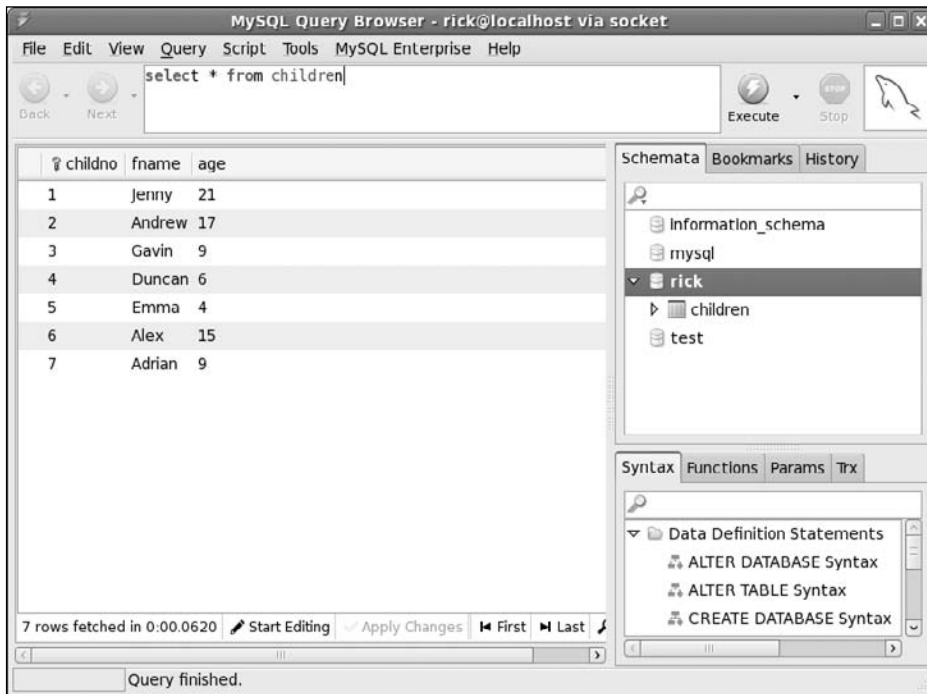 MySQL Query Browser - rick@localhost via socket
File Edit View Query Script Tools MySQL Enterprise Help
select * from children
Back Next Execute STOP Stop
childno fname age
1 Jenny 21
2 Andrew 17
3 Gavin 9
4 Duncan 6
5 Emma 4
6 Alex 15
7 Adrian 9
7 rows fetched in 0:00.0620 Start Editing Apply Changes First Last
Schemata Bookmarks History
information_schema
mysql
rick
children
test
Syntax Functions Params Trx
Data Definition Statements
ALTER DATABASE Syntax
ALTER TABLE Syntax
CREATE DATABASE Syntax
Query finished.